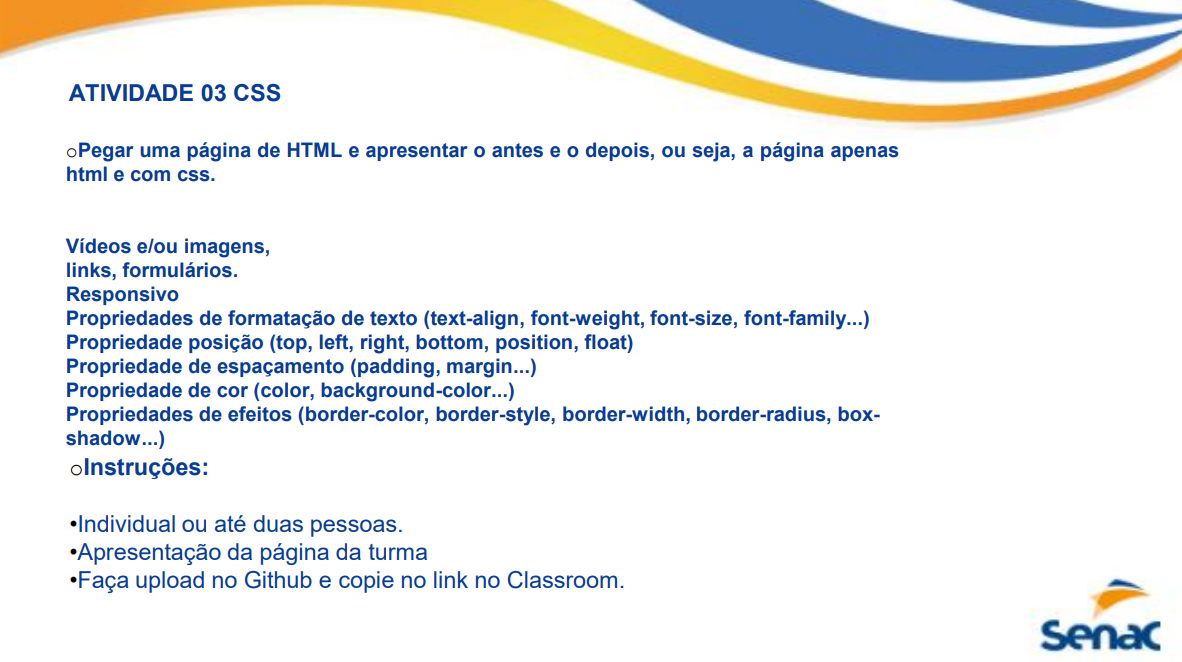 ATIVIDADE 03 CSS
oPegar uma página de HTML e apresentar o antes e o depois, ou seja, a página apenas
html e com css.
Vídeos e/ou imagens,
links, formulários.
Responsivo
Propriedades de formatação de texto (text-align, font-weight, font-size, font-family...)
Propriedade posição (top, left, right, bottom, position, float)
Propriedade de espaçamento (padding, margin...)
Propriedade de cor (color, background-color...)
Propriedades de efeitos (border-color, border-style, border-width, border-radius, box-
shadow...)
oInstruções:
•Individual ou até duas pessoas.
•Apresentação da página da turma
•Faça upload no Github e copie no link no Classroom.
Senac